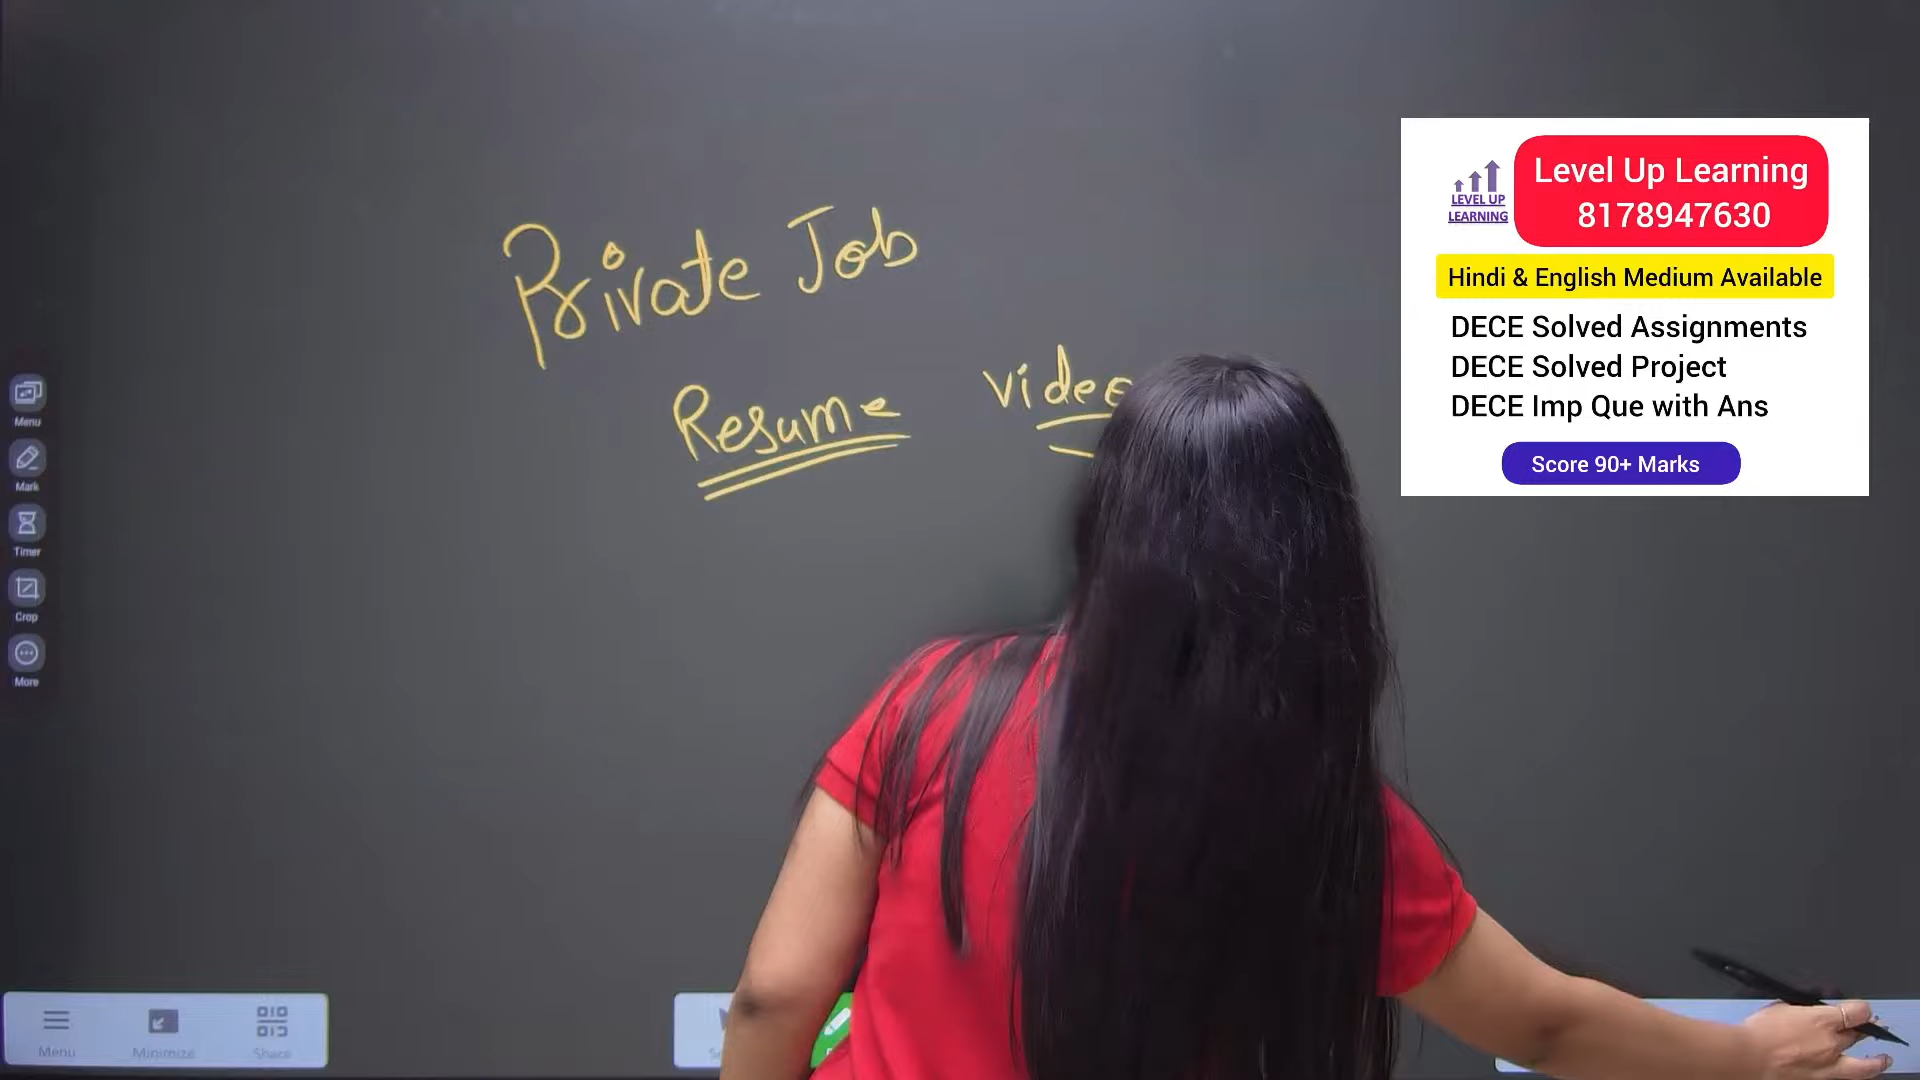 Private Job
Resume
Level Up Learning
8178947630
LEVEL UP
LEARNING
Hindi & English Medium Available
DECE Solved Assignments
DECE Solved Project
DECE Imp Que with Ans
Score 90+ Marks
Menu
Mark
Timer
Crop
More
Menu
Minimize
Share